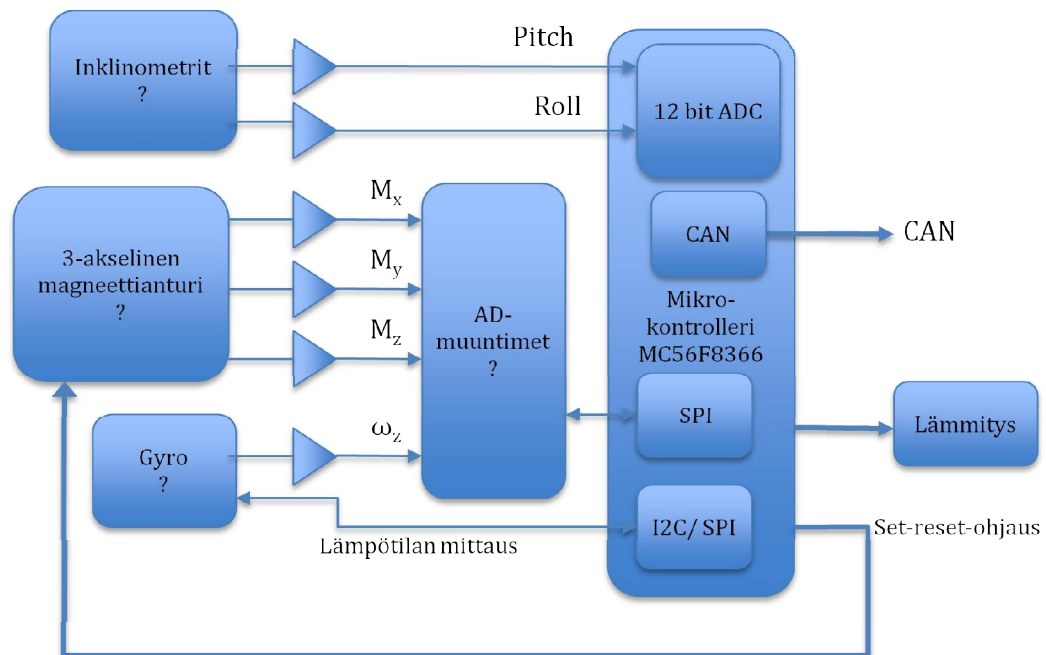 Pitch
Inklinometrit
?
Roll
12 bit ADC
Mx
3-akselinen
magneettianturi
?
My
Mz
AD-
muuntimet
?
CAN
CAN
Mikro-
kontrolleri
MC56F8366
SPI
Lämmitys
Gyro
?
ωz
Lämpötilan mittaus
I2C/ SPI
Set-reset-ohjaus